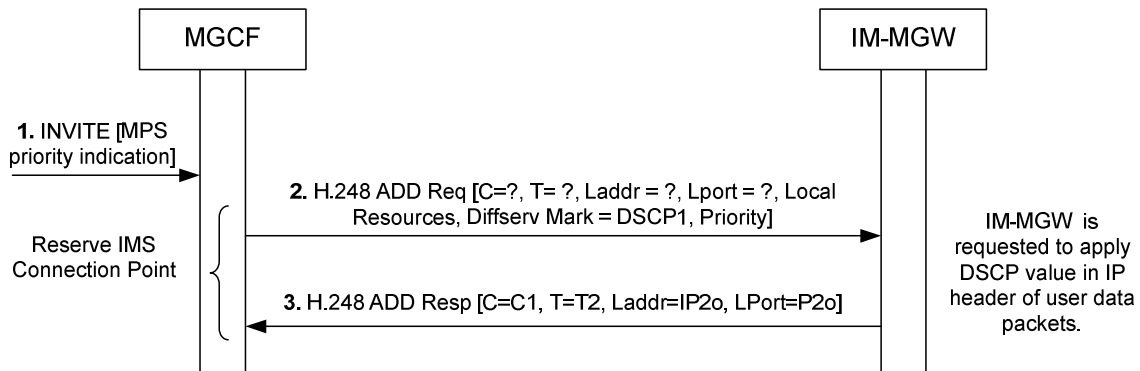 MGCF
IM-MGW
1. INVITE [MPS
priority indication]
2. H.248 ADD Req [C=?, T= ?, Laddr = ?, Lport = ?, Local
Resources, Diffserv Mark = DSCP1, Priority]
Reserve IMS
Connection Point
IM-MGW is
requested to apply
DSCP value in IP
header of user data
packets.
3. H.248 ADD Resp [C=C1, T=T2, Laddr=IP2o, LPort=P2o]